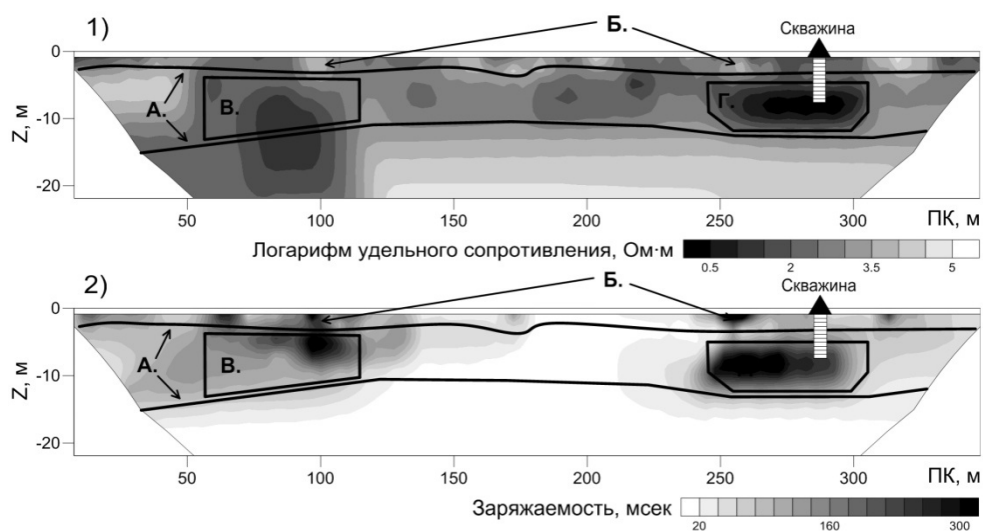 1)
Б.
Скважина
0
-10
-20
Z, м
А.
В.
Г.
50
100
150
200
250
300
ПК, м
Логарифм удельного сопротивления, Ом·м
0.5
2
3.5
5
2)
Б.
Скважина
0
-10
-20
Z, м
А.
В.
50
100
150
200
250
300
ПК, м
Заряжаемость, мсек
20
160
300